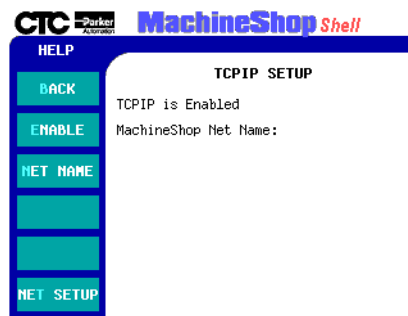 CTC Parker Automation MachineShop Shell
HELP
TCPIP SETUP
BACK
TCPIP is Enabled
ENABLE
MachineShop Net Name:
NET NAME
NET SETUP